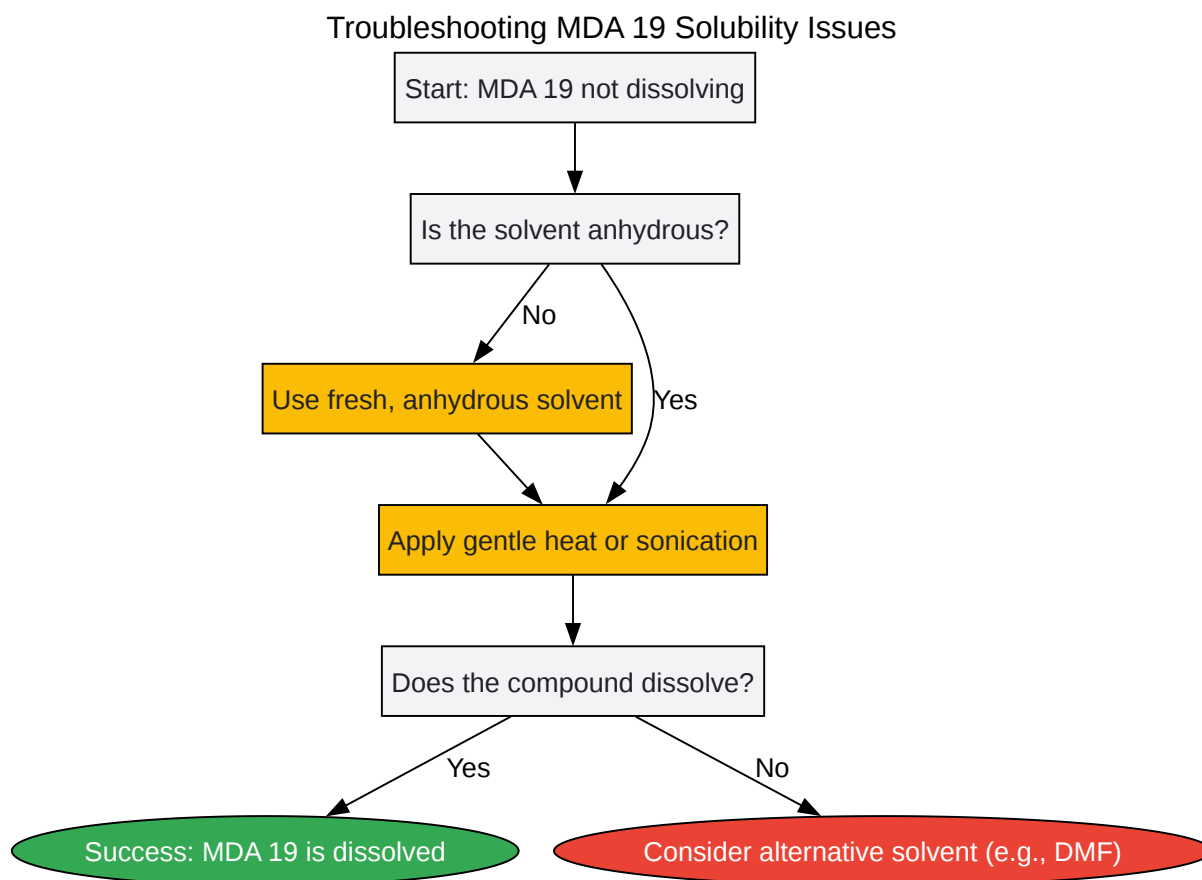 Troubleshooting MDA 19 Solubility Issues
Start: MDA 19 not dissolving
Is the solvent anhydrous?
No
Use fresh, anhydrous solvent
Yes
Apply gentle heat or sonication
Does the compound dissolve?
Yes
No
Success: MDA 19 is dissolved
Consider alternative solvent (e.g., DMF)